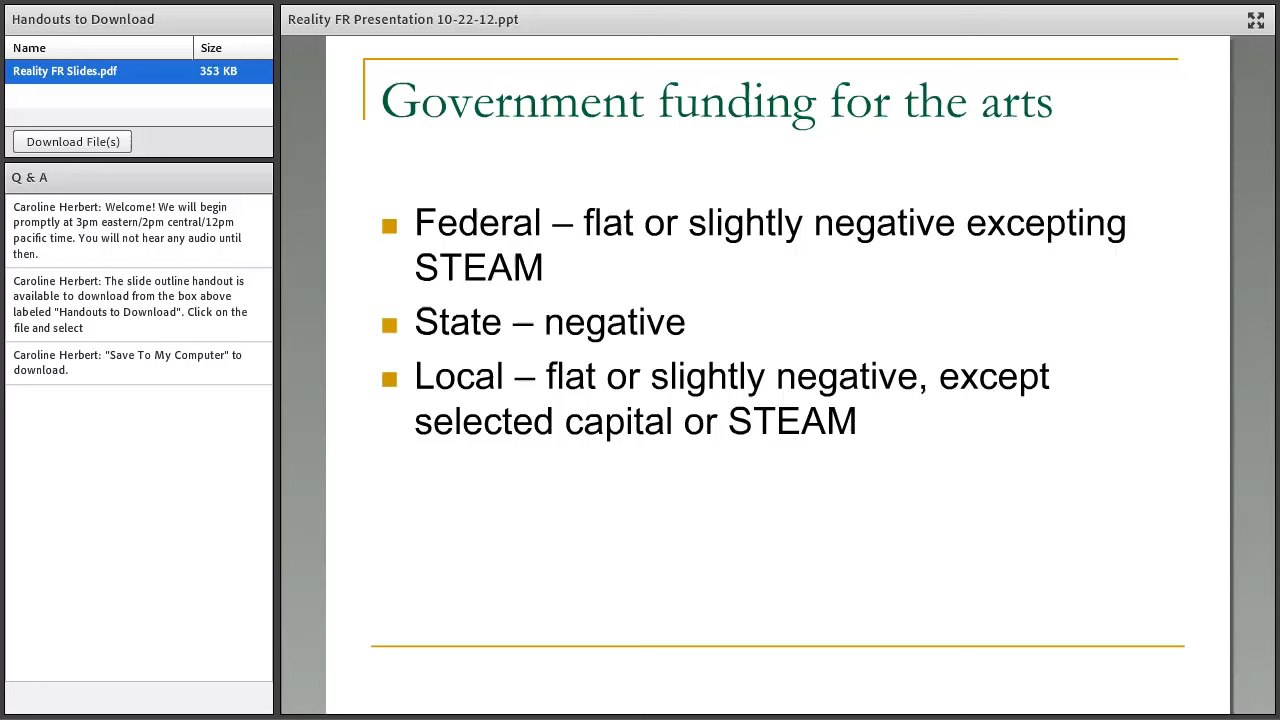 Handouts to Download
Name Size
Reality FR Slides.pdf 353 KB
Download File(s)
Q & A
Caroline Herbert: Welcome! We will begin
promptly at 3pm eastern/2pm central/12pm
pacific time. You will not hear any audio until
then.
Caroline Herbert: The slide outline handout is
available to download from the box above
labeled "Handouts to Download". Click on the
file and select
Caroline Herbert: "Save To My Computer" to
download.
Reality FR Presentation 10-22-12.ppt
Government funding for the arts
Federal – flat or slightly negative excepting
STEAM
State – negative
Local – flat or slightly negative, except
selected capital or STEAM